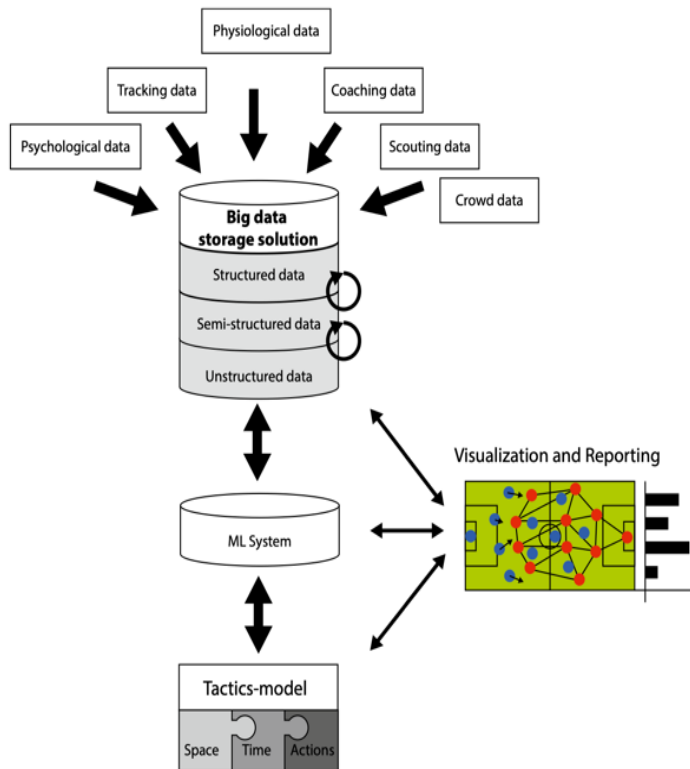 Physiological data
Tracking data
Coaching data
Psychological data
Scouting data
Crowd data
Big data
storage solution
Structured data
Semi-structured data
Unstructured data
Visualization and Reporting
ML System
Tactics-model
Space
Time
Actions